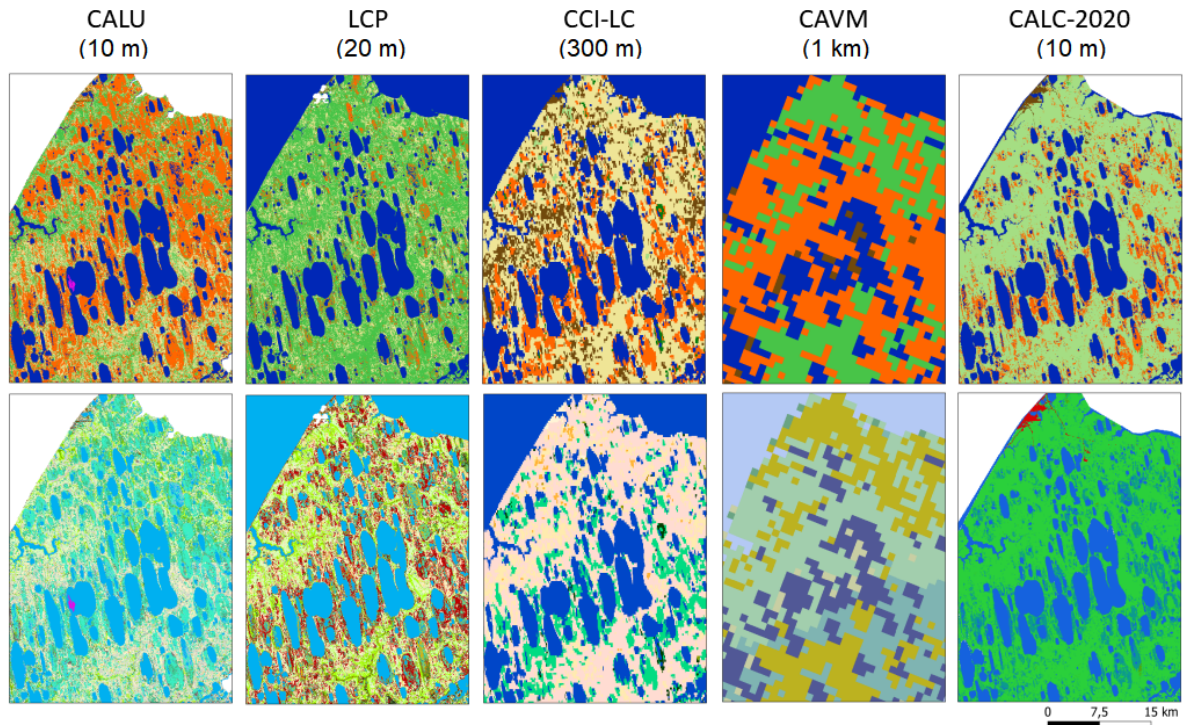 CALU LCP CCI-LC CAVM CALC-2020
(10 m) (20 m) (300 m) (1 km) (10 m)
0 7,5 15 km